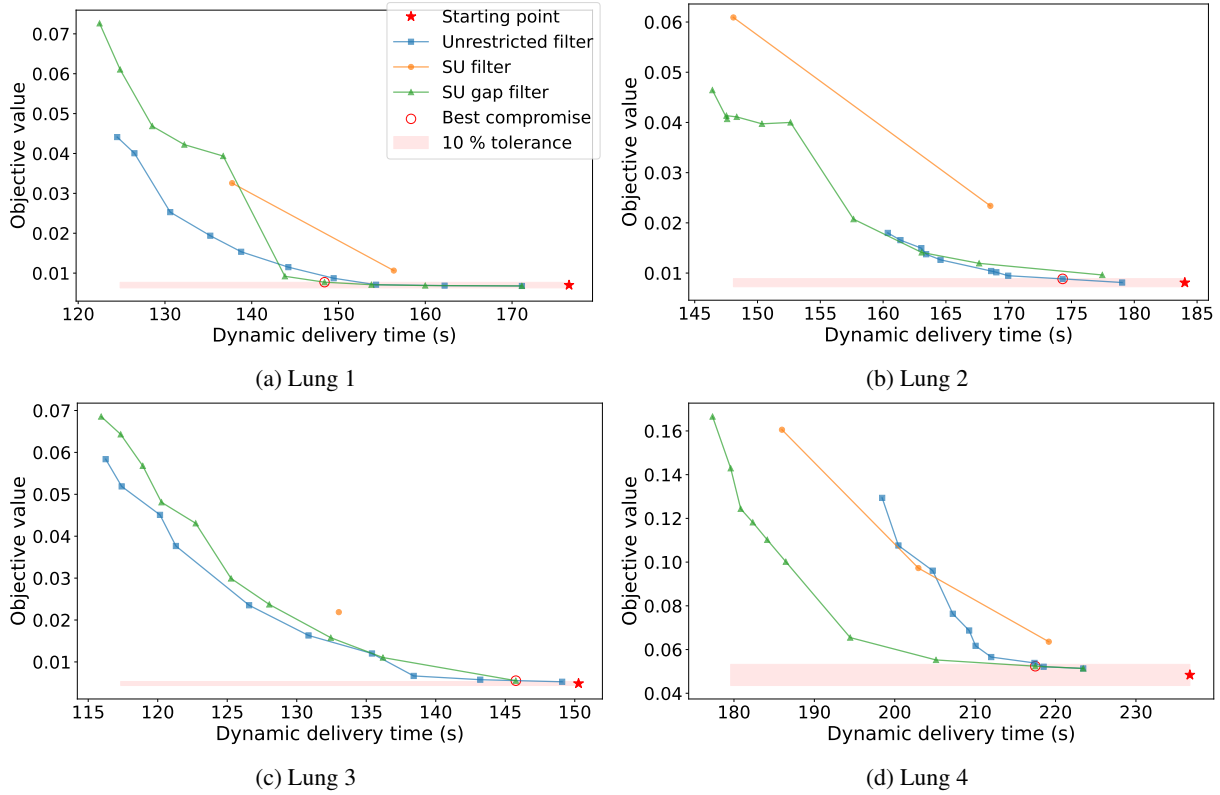 Starting point
Unrestricted filter
SU filter
SU gap filter
Best compromise
10 % tolerance
Objective value
0.07
0.06
0.05
0.04
0.03
0.02
0.01
120 130 140 150 160 170
Dynamic delivery time (s)
(a) Lung 1
Objective value
0.06
0.05
0.04
0.03
0.02
0.01
145 150 155 160 165 170 175 180 185
Dynamic delivery time (s)
(b) Lung 2
Objective value
0.07
0.06
0.05
0.04
0.03
0.02
0.01
115 120 125 130 135 140 145 150
Dynamic delivery time (s)
(c) Lung 3
Objective value
0.16
0.14
0.12
0.10
0.08
0.06
0.04
180 190 200 210 220 230
Dynamic delivery time (s)
(d) Lung 4